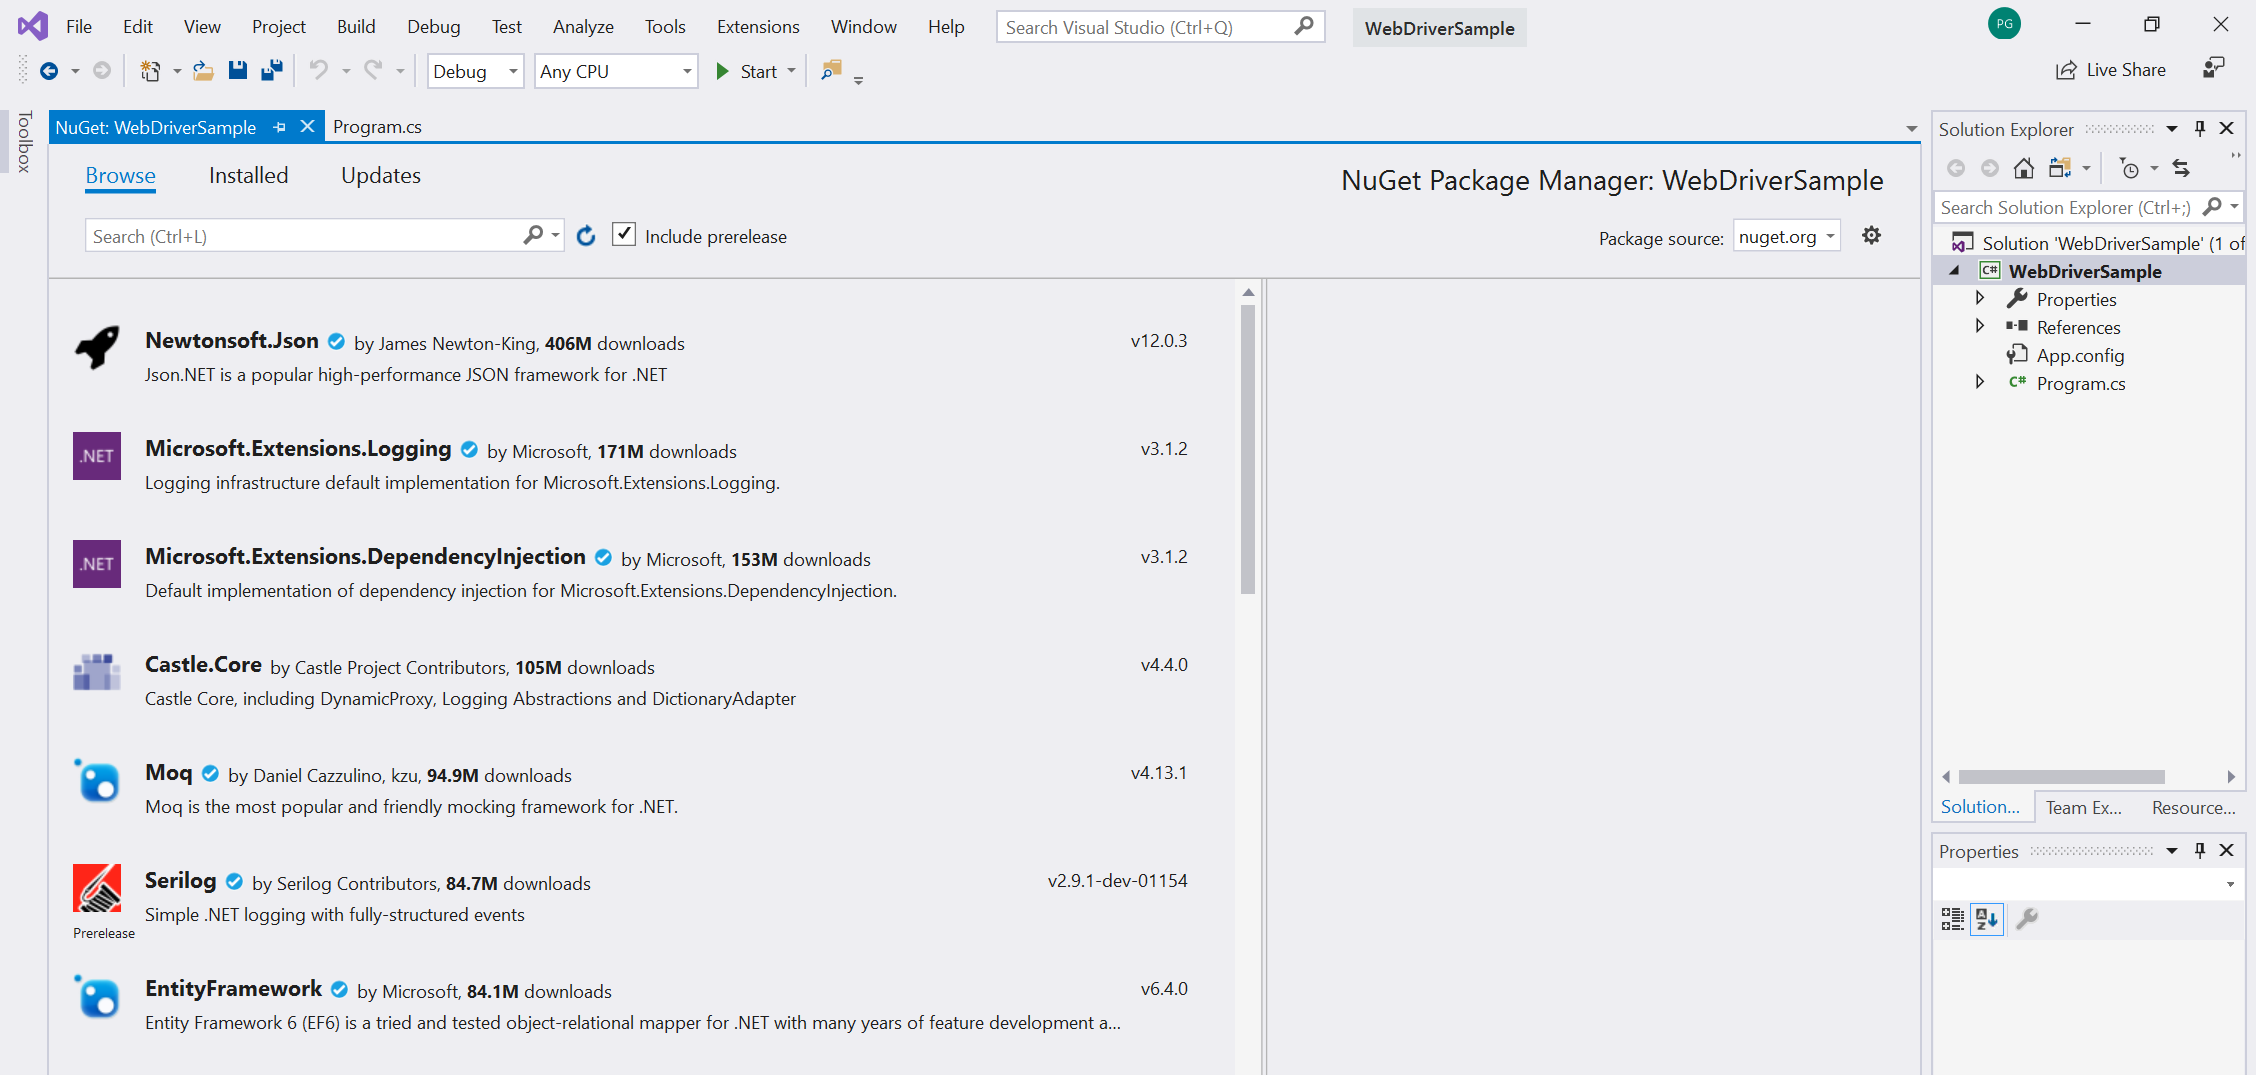 File Edit View Project Build Debug Test Analyze Tools Extensions Window Help Search Visual Studio (Ctrl+Q) WebDriverSample PG
Debug Any CPU Start Live Share
Toolbox
NuGet: WebDriverSample Program.cs
Browse Installed Updates
NuGet Package Manager: WebDriverSample
Search (Ctrl+L) Include prerelease
Package source: nuget.org
Newtonsoft.Json by James Newton-King, 406M downloads v12.0.3
Json.NET is a popular high-performance JSON framework for .NET
.NET
Microsoft.Extensions.Logging by Microsoft, 171M downloads v3.1.2
Logging infrastructure default implementation for Microsoft.Extensions.Logging.
.NET
Microsoft.Extensions.DependencyInjection by Microsoft, 153M downloads v3.1.2
Default implementation of dependency injection for Microsoft.Extensions.DependencyInjection.
Castle.Core by Castle Project Contributors, 105M downloads v4.4.0
Castle Core, including DynamicProxy, Logging Abstractions and DictionaryAdapter
Moq by Daniel Cazzulino, kzu, 94.9M downloads v4.13.1
Moq is the most popular and friendly mocking framework for .NET.
Serilog by Serilog Contributors, 84.7M downloads v2.9.1-dev-01154
Simple .NET logging with fully-structured events
Prerelease
EntityFramework by Microsoft, 84.1M downloads v6.4.0
Entity Framework 6 (EF6) is a tried and tested object-relational mapper for .NET with many years of feature development a...
Solution Explorer
Search Solution Explorer (Ctrl+;)
Solution 'WebDriverSample' (1 of
C# WebDriverSample
Properties
References
App.config
C# Program.cs
Solution... Team Ex... Resource...
Properties
AZ